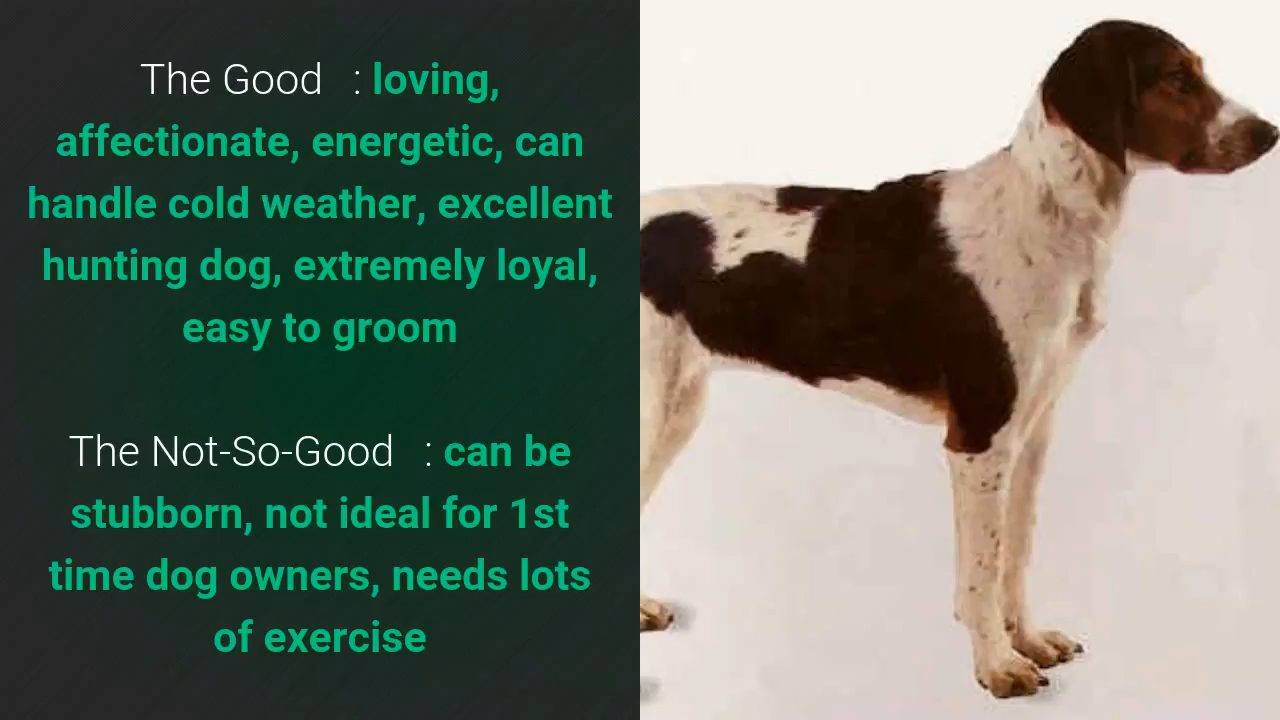 The Good : loving,
affectionate, energetic, can
handle cold weather, excellent
hunting dog, extremely loyal,
easy to groom
The Not-So-Good : can be
stubborn, not ideal for 1st
time dog owners, needs lots
of exercise